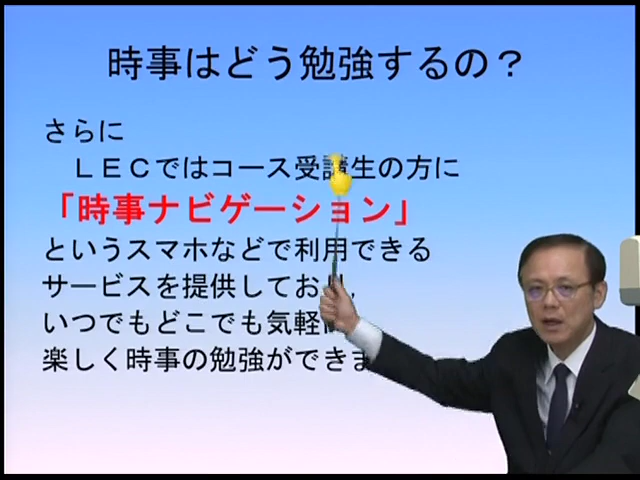 時事はどう勉強するの？
さらに
ＬＥＣではコース受講生の方に
「時事ナビゲーション」
というスマホなどで利用できる
サービスを提供しており，
いつでもどこでも気軽に
楽しく時事の勉強ができま